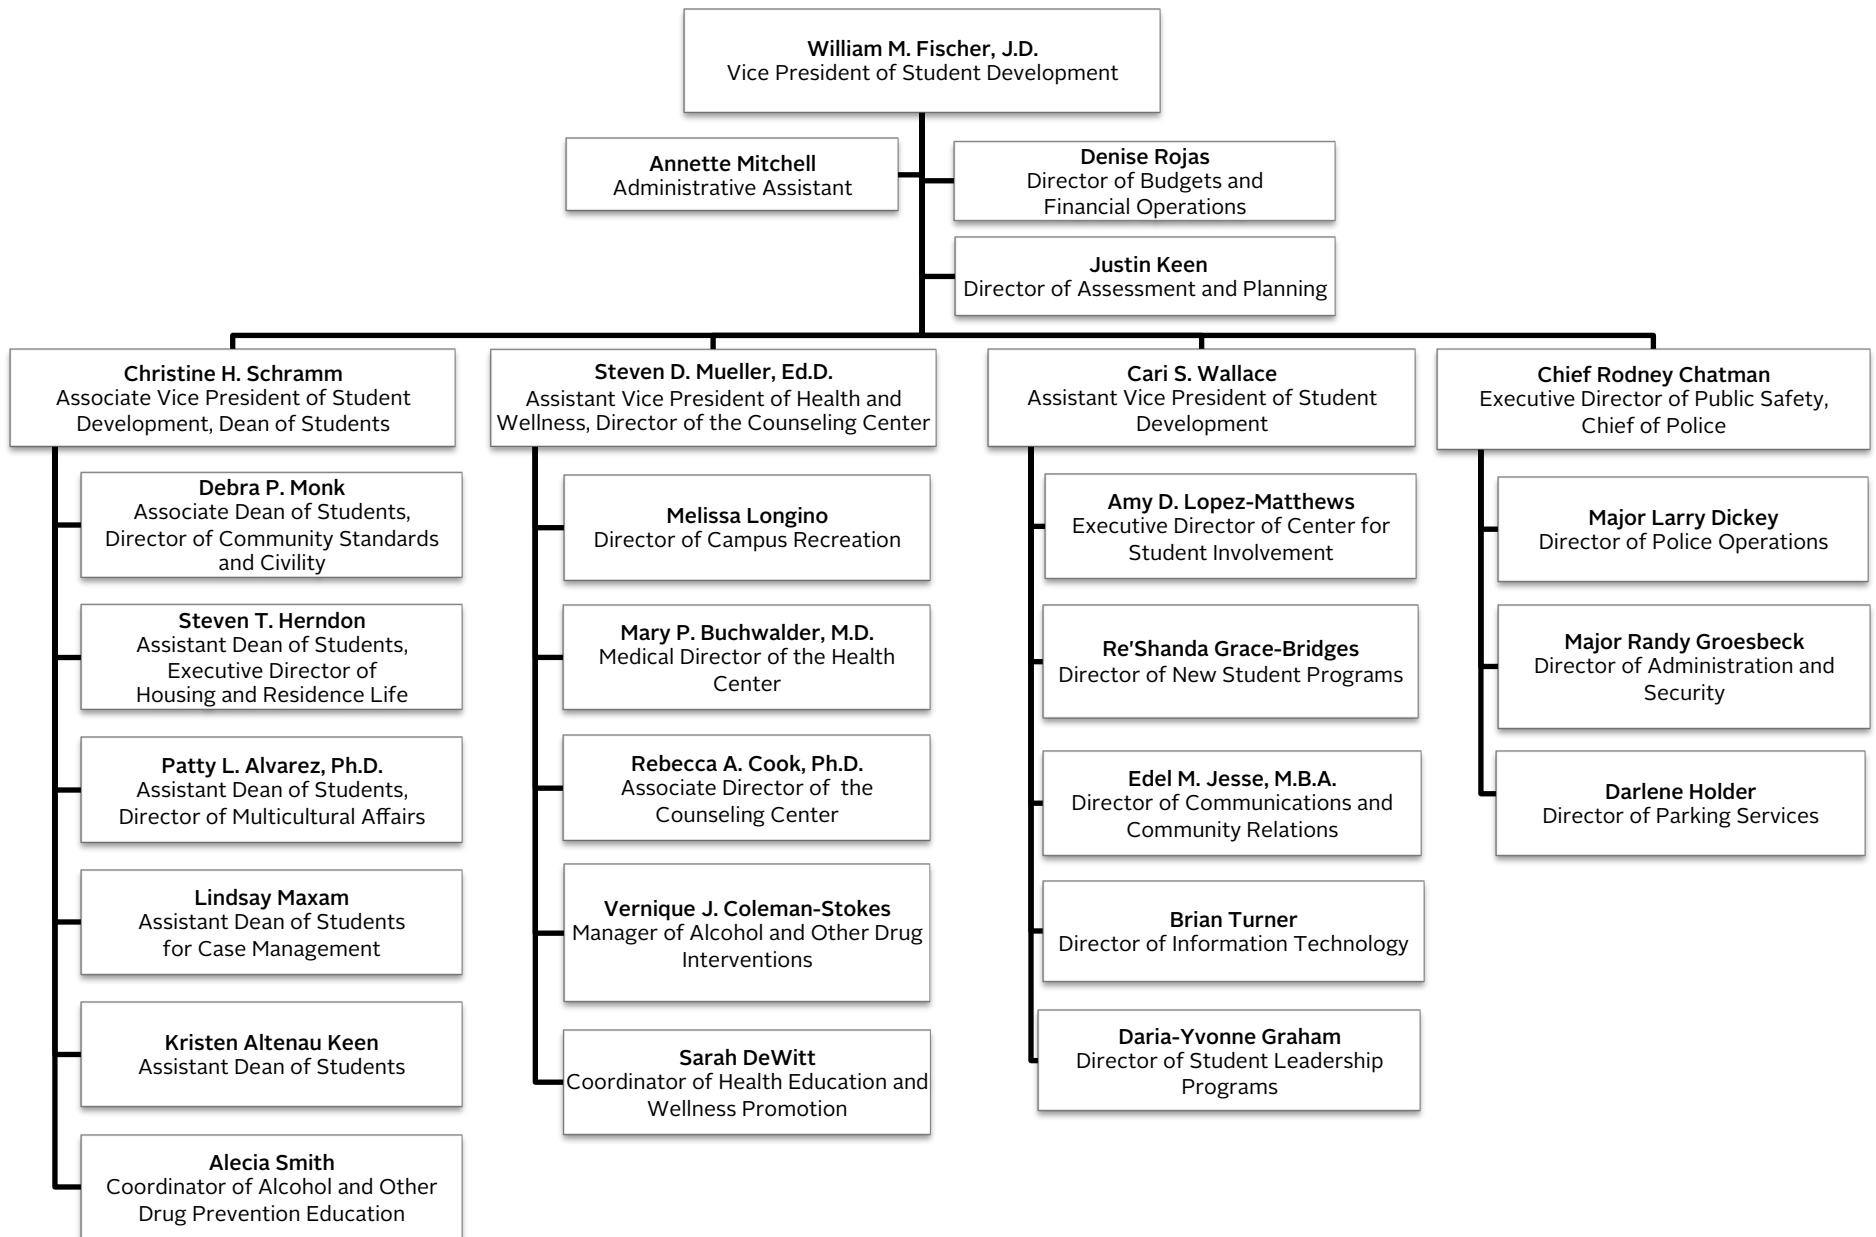 William M. Fischer, J.D.
Vice President of Student Development
Annette Mitchell
Administrative Assistant
Denise Rojas
Director of Budgets and
Financial Operations
Justin Keen
Director of Assessment and Planning
Christine H. Schramm
Associate Vice President of Student
Development, Dean of Students
Debra P. Monk
Associate Dean of Students,
Director of Community Standards
and Civility
Steven T. Herndon
Assistant Dean of Students,
Executive Director of
Housing and Residence Life
Patty L. Alvarez, Ph.D.
Assistant Dean of Students,
Director of Multicultural Affairs
Lindsay Maxam
Assistant Dean of Students
for Case Management
Kristen Altenau Keen
Assistant Dean of Students
Alecia Smith
Coordinator of Alcohol and Other
Drug Prevention Education
Steven D. Mueller, Ed.D.
Assistant Vice President of Health and
Wellness, Director of the Counseling Center
Melissa Longino
Director of Campus Recreation
Mary P. Buchwalder, M.D.
Medical Director of the Health
Center
Rebecca A. Cook, Ph.D.
Associate Director of the
Counseling Center
Vernique J. Coleman-Stokes
Manager of Alcohol and Other Drug
Interventions
Sarah DeWitt
Coordinator of Health Education and
Wellness Promotion
Cari S. Wallace
Assistant Vice President of Student
Development
Amy D. Lopez-Matthews
Executive Director of Center for
Student Involvement
Re'Shanda Grace-Bridges
Director of New Student Programs
Edel M. Jesse, M.B.A.
Director of Communications and
Community Relations
Brian Turner
Director of Information Technology
Daria-Yvonne Graham
Director of Student Leadership
Programs
Chief Rodney Chatman
Executive Director of Public Safety,
Chief of Police
Major Larry Dickey
Director of Police Operations
Major Randy Groesbeck
Director of Administration and
Security
Darlene Holder
Director of Parking Services